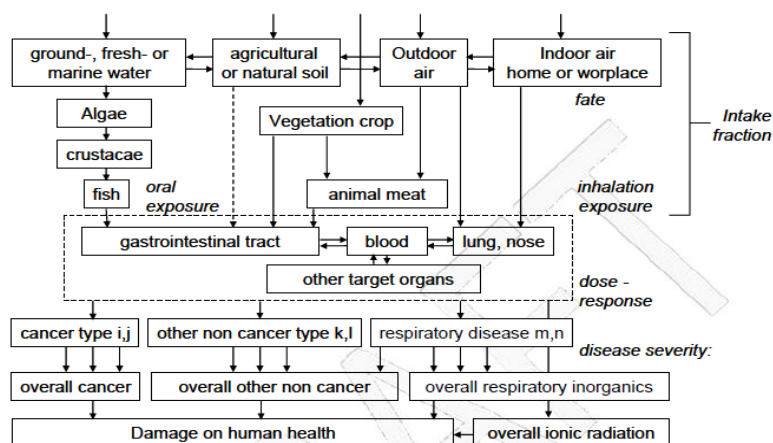 ground-, fresh- or
marine water
agricultural
or natural soil
Outdoor
air
Indoor air
home or worplace
fate
Intake
fraction
Algae
Vegetation crop
crustacae
fish
oral
exposure
animal meat
inhalation
exposure
gastrointestinal tract
blood
lung, nose
other target organs
dose -
response
cancer type i,j
other non cancer type k,l
respiratory disease m,n
disease severity:
overall cancer
overall other non cancer
overall respiratory inorganics
Damage on human health
overall ionic radiation